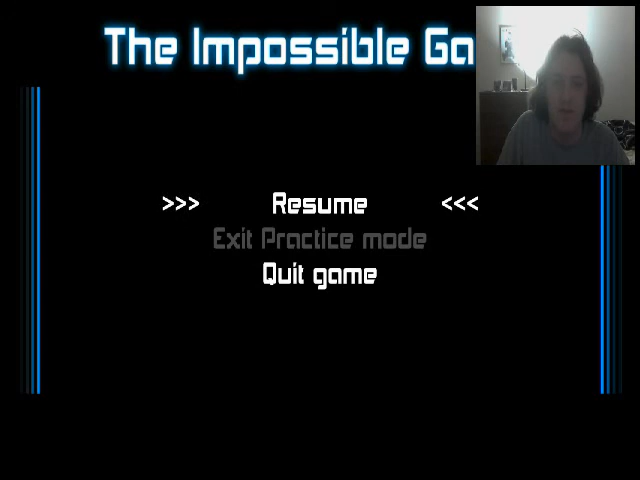 The Impossible Ga
>>> Resume <<<
Exit Practice mode
Quit game